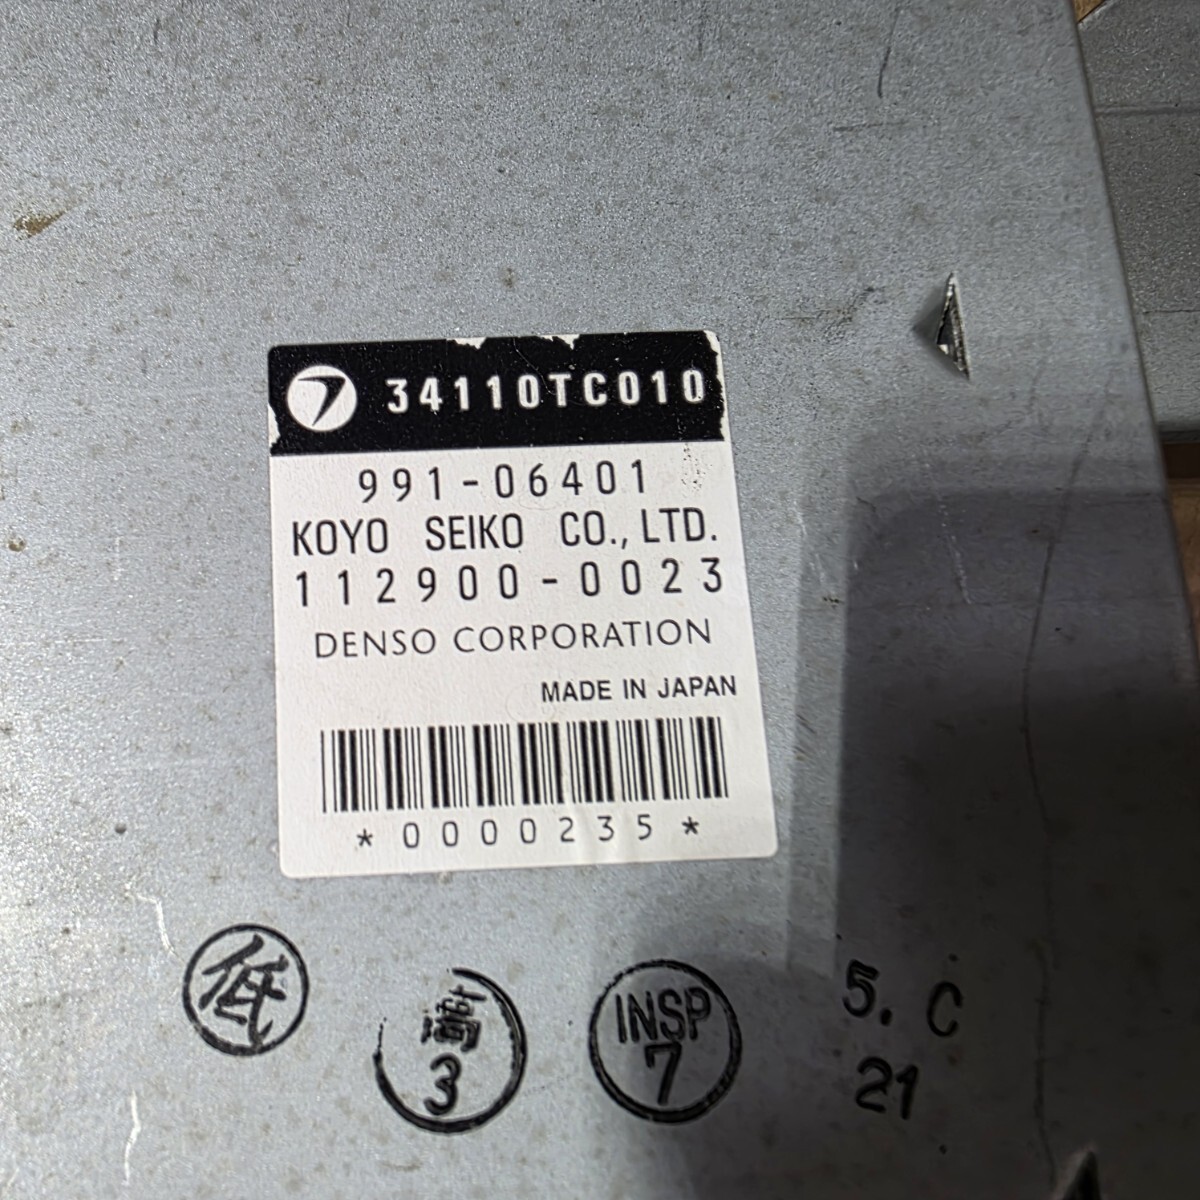 34110TC010
991-06401
KOYO SEIKO CO., LTD.
112900-0023
DENSO CORPORATION
MADE IN JAPAN
*0000235*
低
3
INSP
7
5. C
21